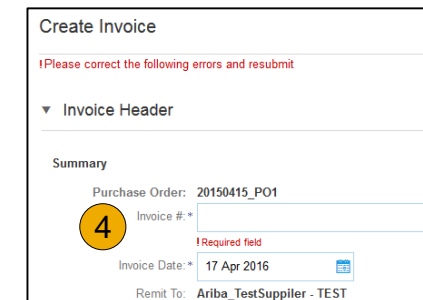 Create Invoice
!Please correct the following errors and resubmit
▼ Invoice Header
Summary
Purchase Order: 20150415_PO1
4 Invoice #:*
!Required field
Invoice Date:* 17 Apr 2016
Remit To: Ariba_TestSuppiler - TEST